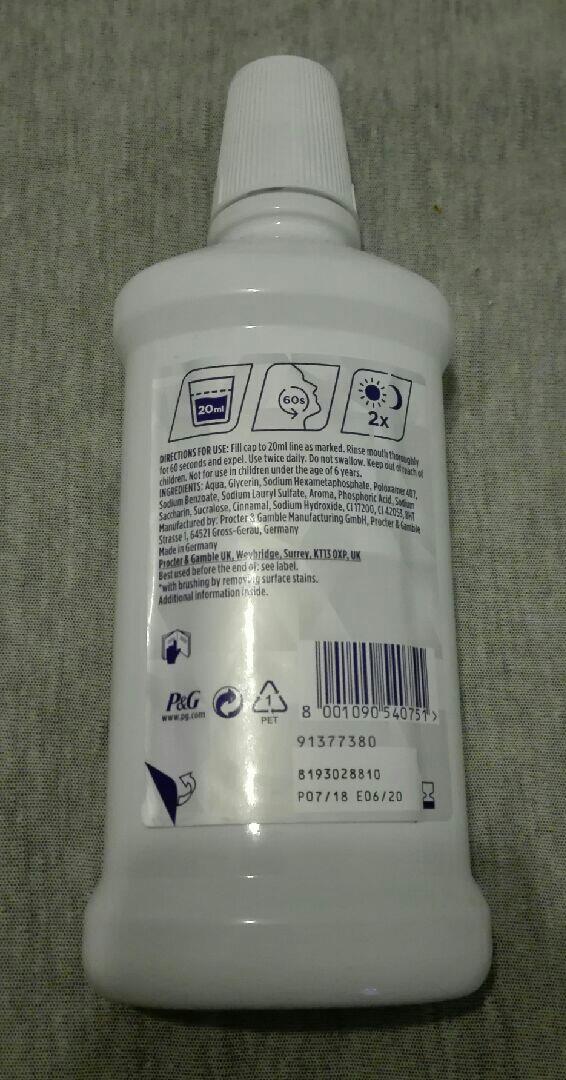 20ml
60s
2x
DIRECTIONS FOR USE: Fill cap to 20ml line as marked. Rinse mouth thoroughly
for 60 seconds and expel. Use twice daily. Do not swallow. Keep out of reach of
children. Not for use in children under the age of 6 years.
INGREDIENTS: Aqua, Glycerin, Sodium Hexametaphosphate, Poloxamer 407,
Sodium Benzoate, Sodium Lauryl Sulfate, Aroma, Phosphoric Acid, Sodium
Saccharin, Sucralose, Cinnamal, Sodium Hydroxide, CI 17200, CI 42053, BHT
Manufactured by: Procter & Gamble Manufacturing GmbH, Procter & Gamble
Strasse 1, 64521 Gross-Gerau, Germany
Made in Germany
Procter & Gamble UK, Weybridge, Surrey, KT13 0XP, UK
Best used before the end of: see label.
*with brushing by removing surface stains.
Additional information inside.
P&G
www.pg.com
1
PET
8 001090 540751 >
91377380
8193028810
P07/18 E06/20